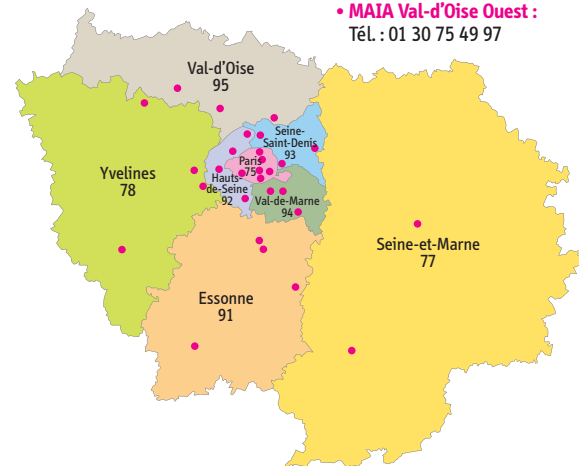 • MAIA Val-d'Oise Ouest :
Tél. : 01 30 75 49 97
Val-d'Oise
95
Seine-
Saint-Denis
93
Paris
75
Yvelines
78
Hauts-
de-Seine
92
Val-de-Marne
94
Seine-et-Marne
77
Essonne
91